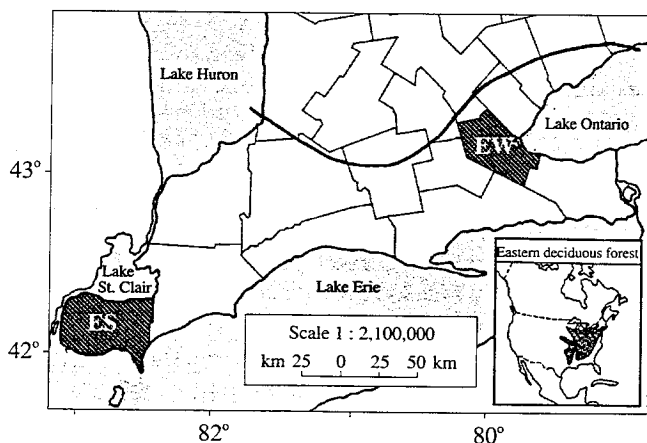 Lake Huron
Lake Ontario
43°
EW
Eastern deciduous forest
Lake
St. Clair
Lake Erie
ES
Scale 1 : 2,100,000
42°
km 25 0 25 50 km
82°
80°